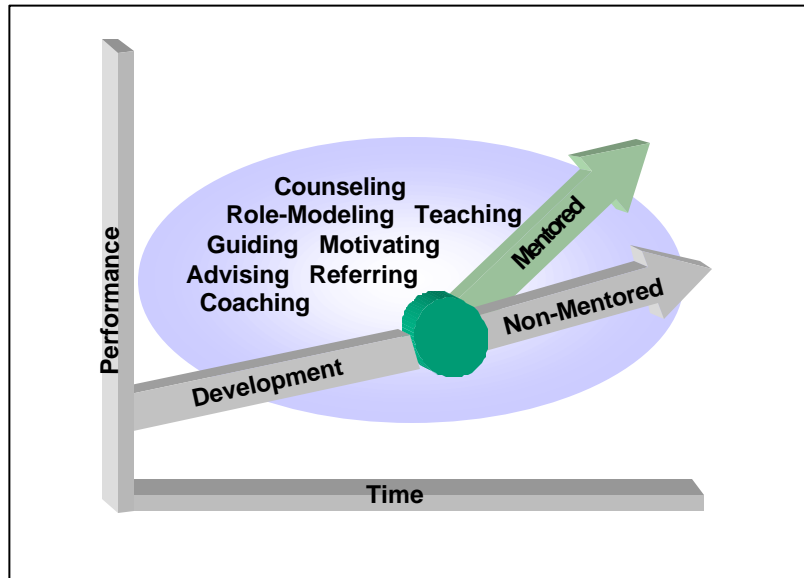 Counseling
Role-Modeling Teaching
Guiding Motivating
Advising Referring
Coaching
Mentored
Non-Mentored
Development
Performance
Time